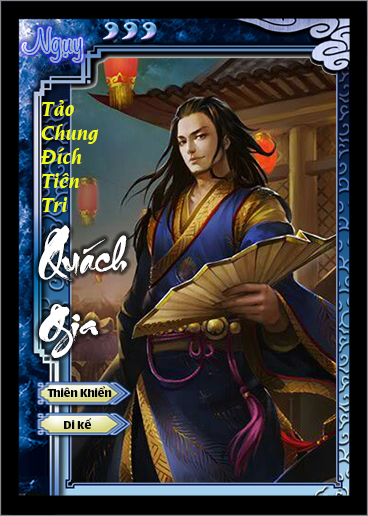 Ngụy
Tảo
Chung
Đích
Tiên
Tri
Quách
Gia
Thiên Khiển
Di kế